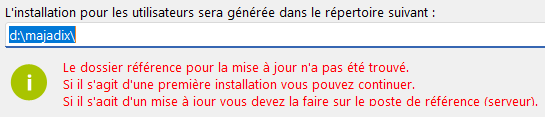 L'installation pour les utilisateurs sera générée dans le répertoire suivant :
d:\majadix\
Le dossier référence pour la mise à jour n'a pas été trouvé.
Si il s'agit d'une première installation vous pouvez continuer.
Si il s'agit d'un mise à jour vous devez la faire sur le poste de référence (serveur).